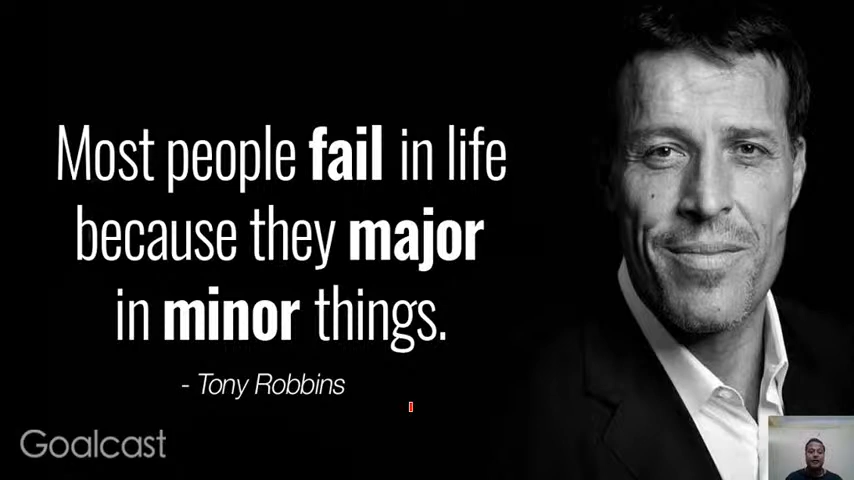 Most people fail in life
because they major
in minor things.
- Tony Robbins
Goalcast